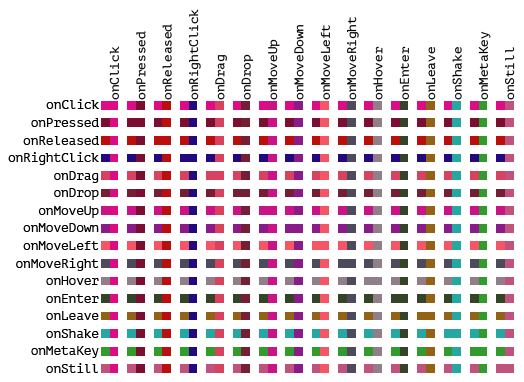 onClick
onPressed
onReleased
onRightClick
onDrag
onDrop
onMoveUp
onMoveDown
onMoveLeft
onMoveRight
onHover
onEnter
onLeave
onShake
onMetaKey
onStill
onClick
onPressed
onReleased
onRightClick
onDrag
onDrop
onMoveUp
onMoveDown
onMoveLeft
onMoveRight
onHover
onEnter
onLeave
onShake
onMetaKey
onStill